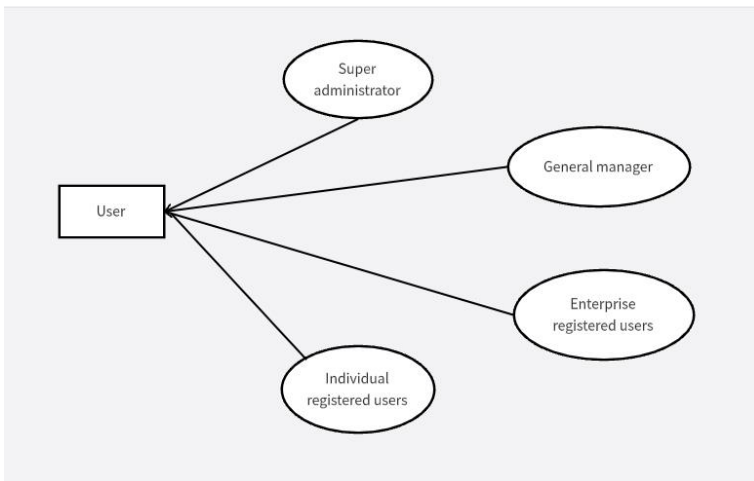 Super
administrator
General manager
User
Enterprise
registered users
Individual
registered users